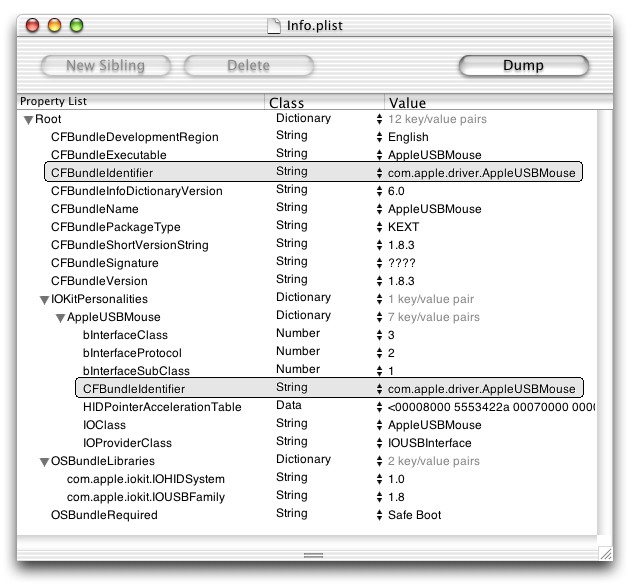 Info.plist
New Sibling Delete Dump
Property List Class Value
Root Dictionary 12 key/value pairs
CFBundleDevelopmentRegion String English
CFBundleExecutable String AppleUSBMouse
CFBundleIdentifier String com.apple.driver.AppleUSBMouse
CFBundleInfoDictionaryVersion String 6.0
CFBundleName String AppleUSBMouse
CFBundlePackageType String KEXT
CFBundleShortVersionString String 1.8.3
CFBundleSignature String ????
CFBundleVersion String 1.8.3
IOKitPersonalities Dictionary 1 key/value pair
AppleUSBMouse Dictionary 7 key/value pairs
bInterfaceClass Number 3
bInterfaceProtocol Number 2
bInterfaceSubClass Number 1
CFBundleIdentifier String com.apple.driver.AppleUSBMouse
HIDPointerAccelerationTable Data <00008000 5553422a 00070000 000
IOClass String AppleUSBMouse
IOProviderClass String IOUSBInterface
OSBundleLibraries Dictionary 2 key/value pairs
com.apple.iokit.IOHIDSystem String 1.0
com.apple.iokit.IOUSBFamily String 1.8
OSBundleRequired String Safe Boot